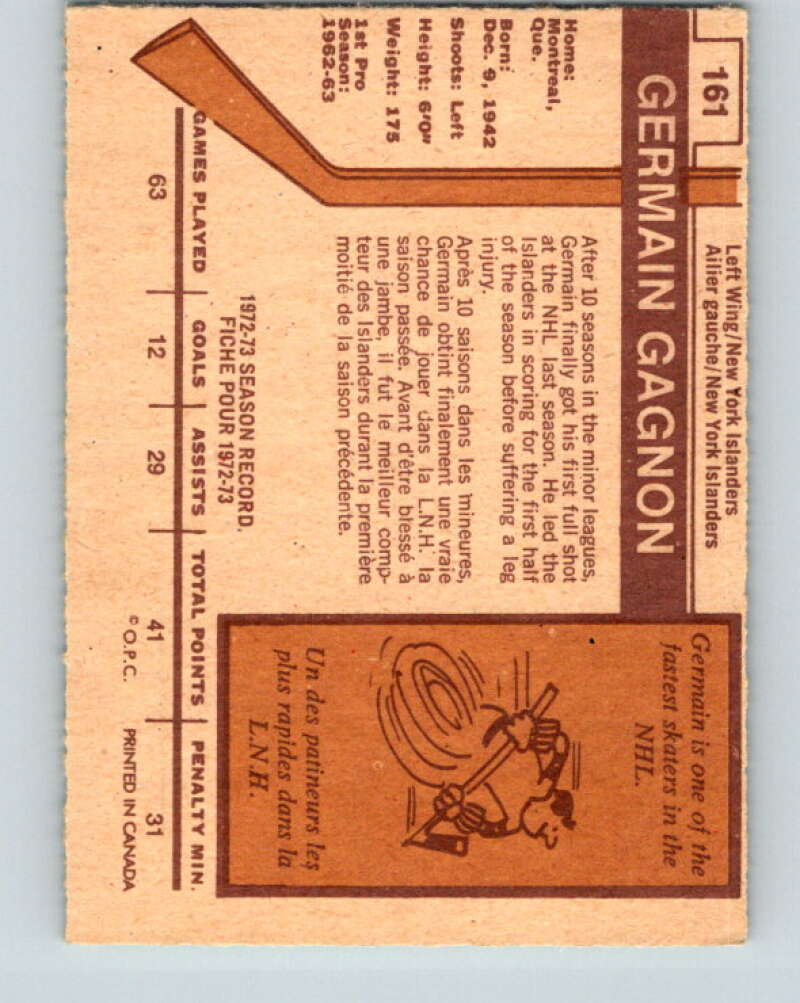 161
Left Wing/New York Islanders
Ailier gauche/New York Islanders
GERMAIN GAGNON
Home:
Montreal,
Que.
Born:
Dec. 9, 1942
Shoots: Left
Height: 6'0"
Weight: 175
1st Pro
Season:
1962-63
After 10 seasons in the minor leagues,
Germain finally got his first full shot
at the NHL last season. He led the
Islanders in scoring for the first half
of the season before suffering a leg
injury.
Après 10 saisons dans les mineures,
Germain obtint finalement une vraie
chance de jouer dans la L.N.H. la
saison passée. Avant d'être blessé à
une jambe, il fut le meilleur comp-
teur des Islanders durant la première
moitié de la saison précédente.
Germain is one of the
fastest skaters in the
NHL.
Un des patineurs les
plus rapides dans la
L.N.H.
1972-73 SEASON RECORD.
FICHE POUR 1972-73
GAMES PLAYED | GOALS | ASSISTS | TOTAL POINTS | PENALTY MIN.
63 12 29 41 31
© O.P.C. PRINTED IN CANADA